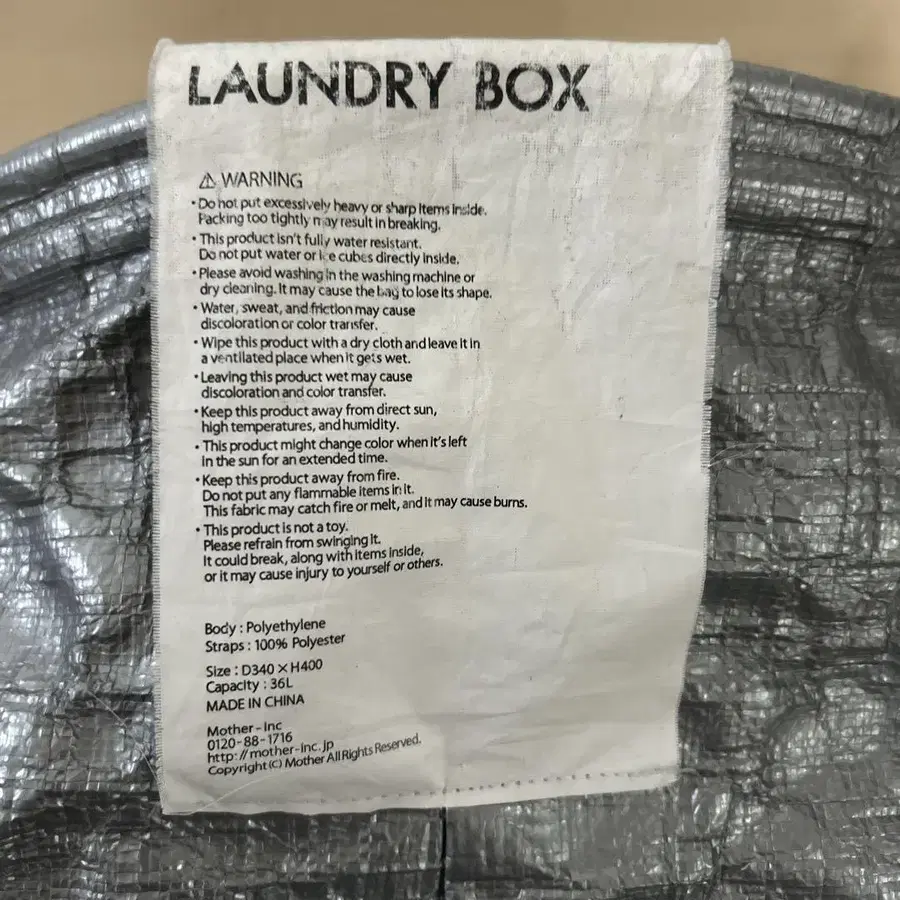 LAUNDRY BOX
⚠ WARNING
・Do not put excessively heavy or sharp items inside.
Packing too tightly may result in breaking.
・This product isn't fully water resistant.
Do not put water or ice cubes directly inside.
・Please avoid washing in the washing machine or
dry cleaning. It may cause the bag to lose its shape.
・Water, sweat, and friction may cause
discoloration or color transfer.
・Wipe this product with a dry cloth and leave it in
a ventilated place when it gets wet.
・Leaving this product wet may cause
discoloration and color transfer.
・Keep this product away from direct sun,
high temperatures, and humidity.
・This product might change color when it's left
in the sun for an extended time.
・Keep this product away from fire.
Do not put any flammable items in it.
This fabric may catch fire or melt, and it may cause burns.
・This product is not a toy.
Please refrain from swinging it.
It could break, along with items inside,
or it may cause injury to yourself or others.
Body : Polyethylene
Straps : 100% Polyester
Size : D340 × H400
Capacity : 36L
MADE IN CHINA
Mother-Inc
0120-88-1716
http://mother-inc.jp
Copyright (C) Mother All Rights Reserved.